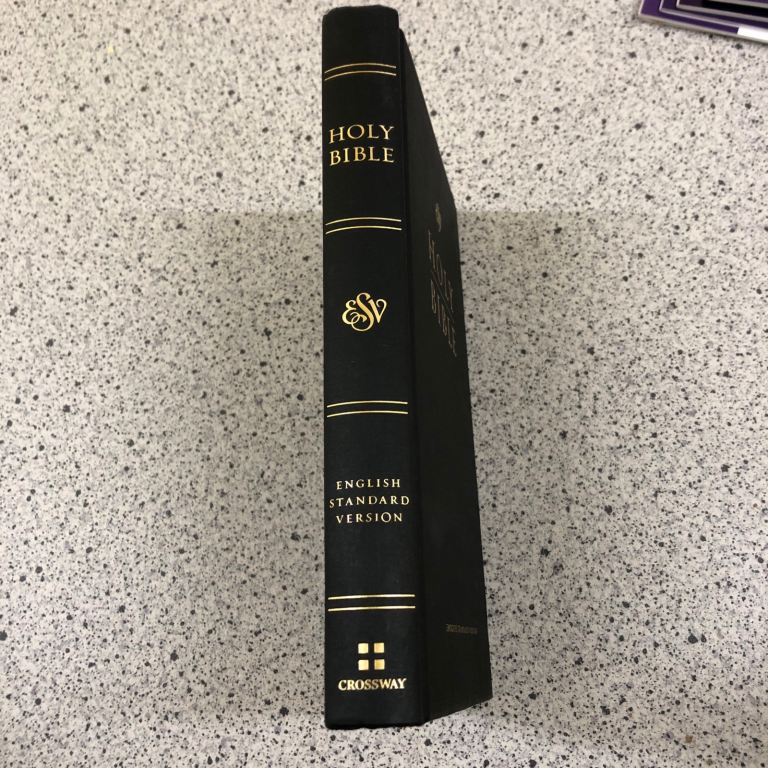 HOLY
BIBLE
ESV
ENGLISH
STANDARD
VERSION
CROSSWAY
HOLY
BIBLE